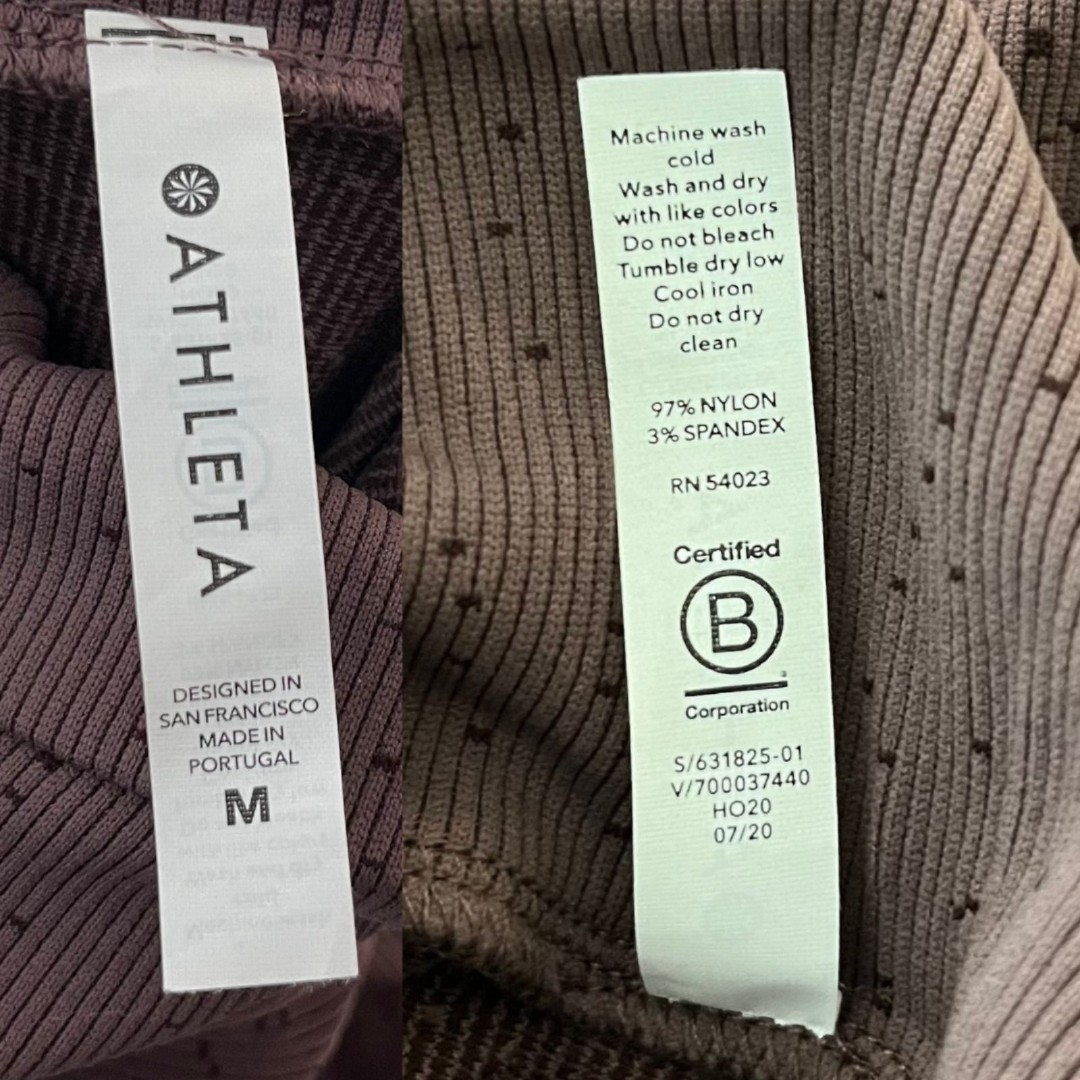 ATHLETA
DESIGNED IN
SAN FRANCISCO
MADE IN
PORTUGAL
M
Machine wash
cold
Wash and dry
with like colors
Do not bleach
Tumble dry low
Cool iron
Do not dry
clean
97% NYLON
3% SPANDEX
RN 54023
Certified
B
Corporation
S/631825-01
V/700037440
HO20
07/20